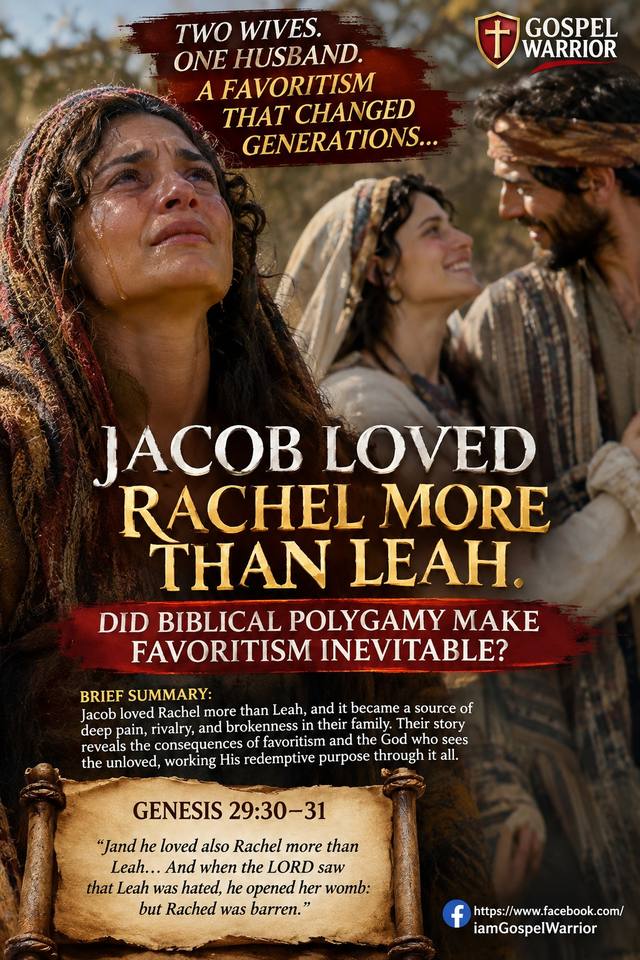 TWO WIVES.
ONE HUSBAND.
A FAVORITISM
THAT CHANGED
GENERATIONS...
GOSPEL
WARRIOR
JACOB LOVED
RACHEL MORE
THAN LEAH.
DID BIBLICAL POLYGAMY MAKE
FAVORITISM INEVITABLE?
BRIEF SUMMARY:
Jacob loved Rachel more than Leah, and it became a source of
deep pain, rivalry, and brokenness in their family. Their story
reveals the consequences of favoritism and the God who sees
the unloved, working His redemptive purpose through it all.
GENESIS 29:30–31
“Jand he loved also Rachel more than
Leah... And when the LORD saw
that Leah was hated, he opened her womb:
but Rached was barren.”
https://www.facebook.com/
iamGospelWarrior